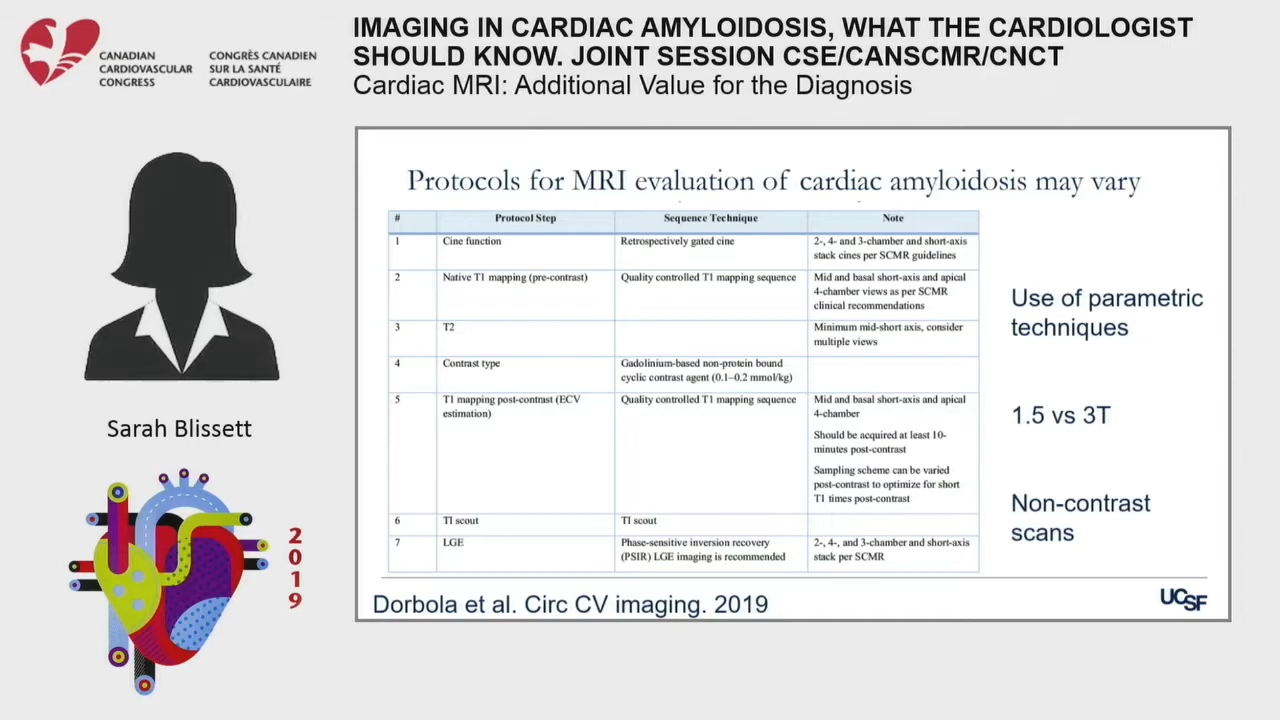 CANADIAN
CARDIOVASCULAR
CONGRESS
CONGRÈS CANADIEN
SUR LA SANTÉ
CARDIOVASCULAIRE
IMAGING IN CARDIAC AMYLOIDOSIS, WHAT THE CARDIOLOGIST
SHOULD KNOW. JOINT SESSION CSE/CANSCMR/CNCT
Cardiac MRI: Additional Value for the Diagnosis
Sarah Blissett
2019
Protocols for MRI evaluation of cardiac amyloidosis may vary
# Protocol Step Sequence Technique Note
1 Cine function Retrospectively gated cine 2-, 4- and 3-chamber and short-axis
stack cines per SCMR guidelines
2 Native T1 mapping (pre-contrast) Quality controlled T1 mapping sequence Mid and basal short-axis and apical
4-chamber views as per SCMR
clinical recommendations
3 T2 Minimum mid-short axis, consider
multiple views
4 Contrast type Gadolinium-based non-protein bound
cyclic contrast agent (0.1–0.2 mmol/kg)
5 T1 mapping post-contrast (ECV Quality controlled T1 mapping sequence Mid and basal short-axis and apical
estimation) 4-chamber
Should be acquired at least 10-
minutes post-contrast
Sampling scheme can be varied
post-contrast to optimize for short
T1 times post-contrast
6 TI scout TI scout
7 LGE Phase-sensitive inversion recovery 2-, 4-, and 3-chamber and short-axis
(PSIR) LGE imaging is recommended stack per SCMR
Use of parametric
techniques
1.5 vs 3T
Non-contrast
scans
Dorbola et al. Circ CV imaging. 2019
UCSF